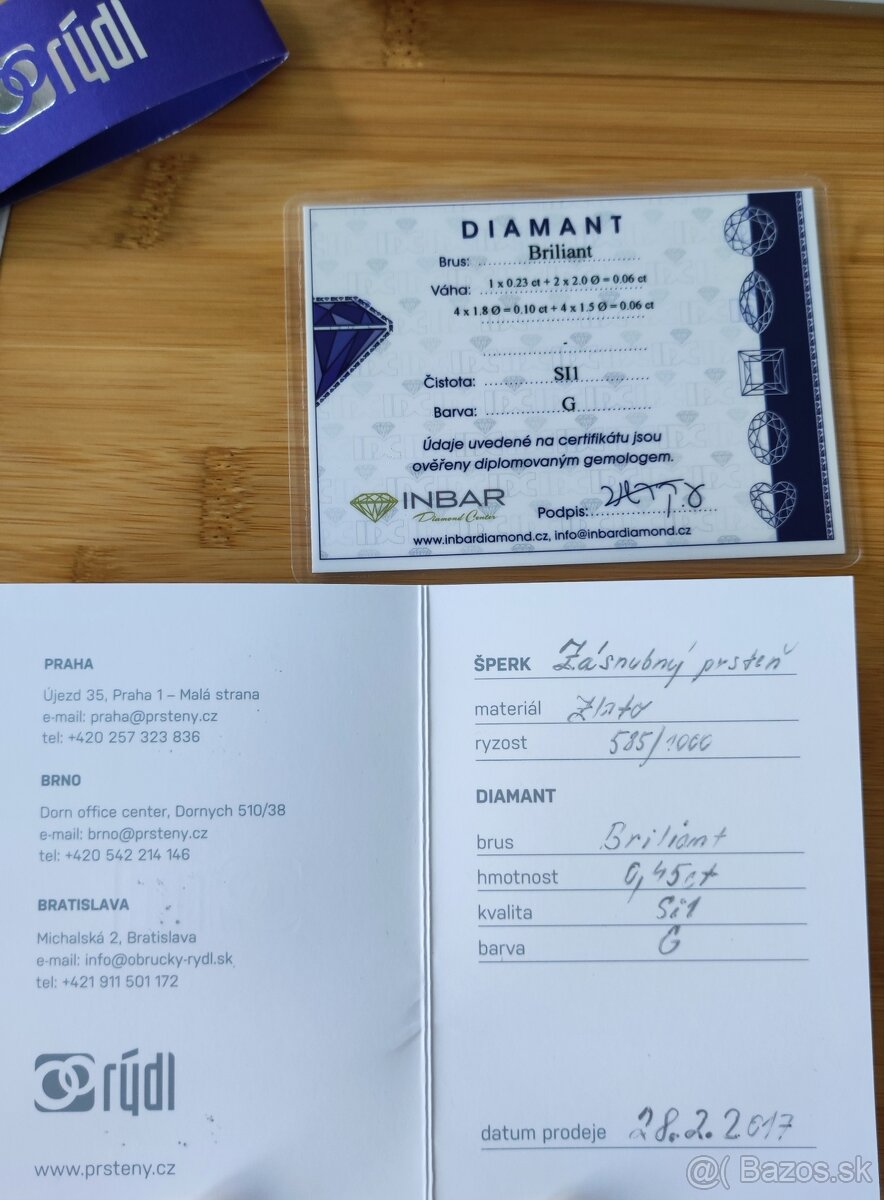 rýdl
DIAMANT
Brus: Briliant
Váha: 1 x 0.23 ct + 2 x 2.0 Ø = 0.06 ct
4 x 1.8 Ø = 0.10 ct + 4 x 1.5 Ø = 0.06 ct
-
Čistota: SI1
Barva: G
Údaje uvedené na certifikátu jsou
ověřeny diplomovaným gemologem.
INBAR
Diamond Center
Podpis:
www.inbardiamond.cz, info@inbardiamond.cz
PRAHA
Újezd 35, Praha 1 – Malá strana
e-mail: praha@prsteny.cz
tel: +420 257 323 836
BRNO
Dorn office center, Dornych 510/38
e-mail: brno@prsteny.cz
tel: +420 542 214 146
BRATISLAVA
Michalská 2, Bratislava
e-mail: info@obrucky-rydl.sk
tel: +421 911 501 172
rýdl
www.prsteny.cz
ŠPERK Zásnubný prsteň
materiál Zlato
ryzost 585/1000
DIAMANT
brus Briliant
hmotnost 0,45ct
kvalita Si1
barva G
datum prodeje 28.2.2017
@( Bazos.sk